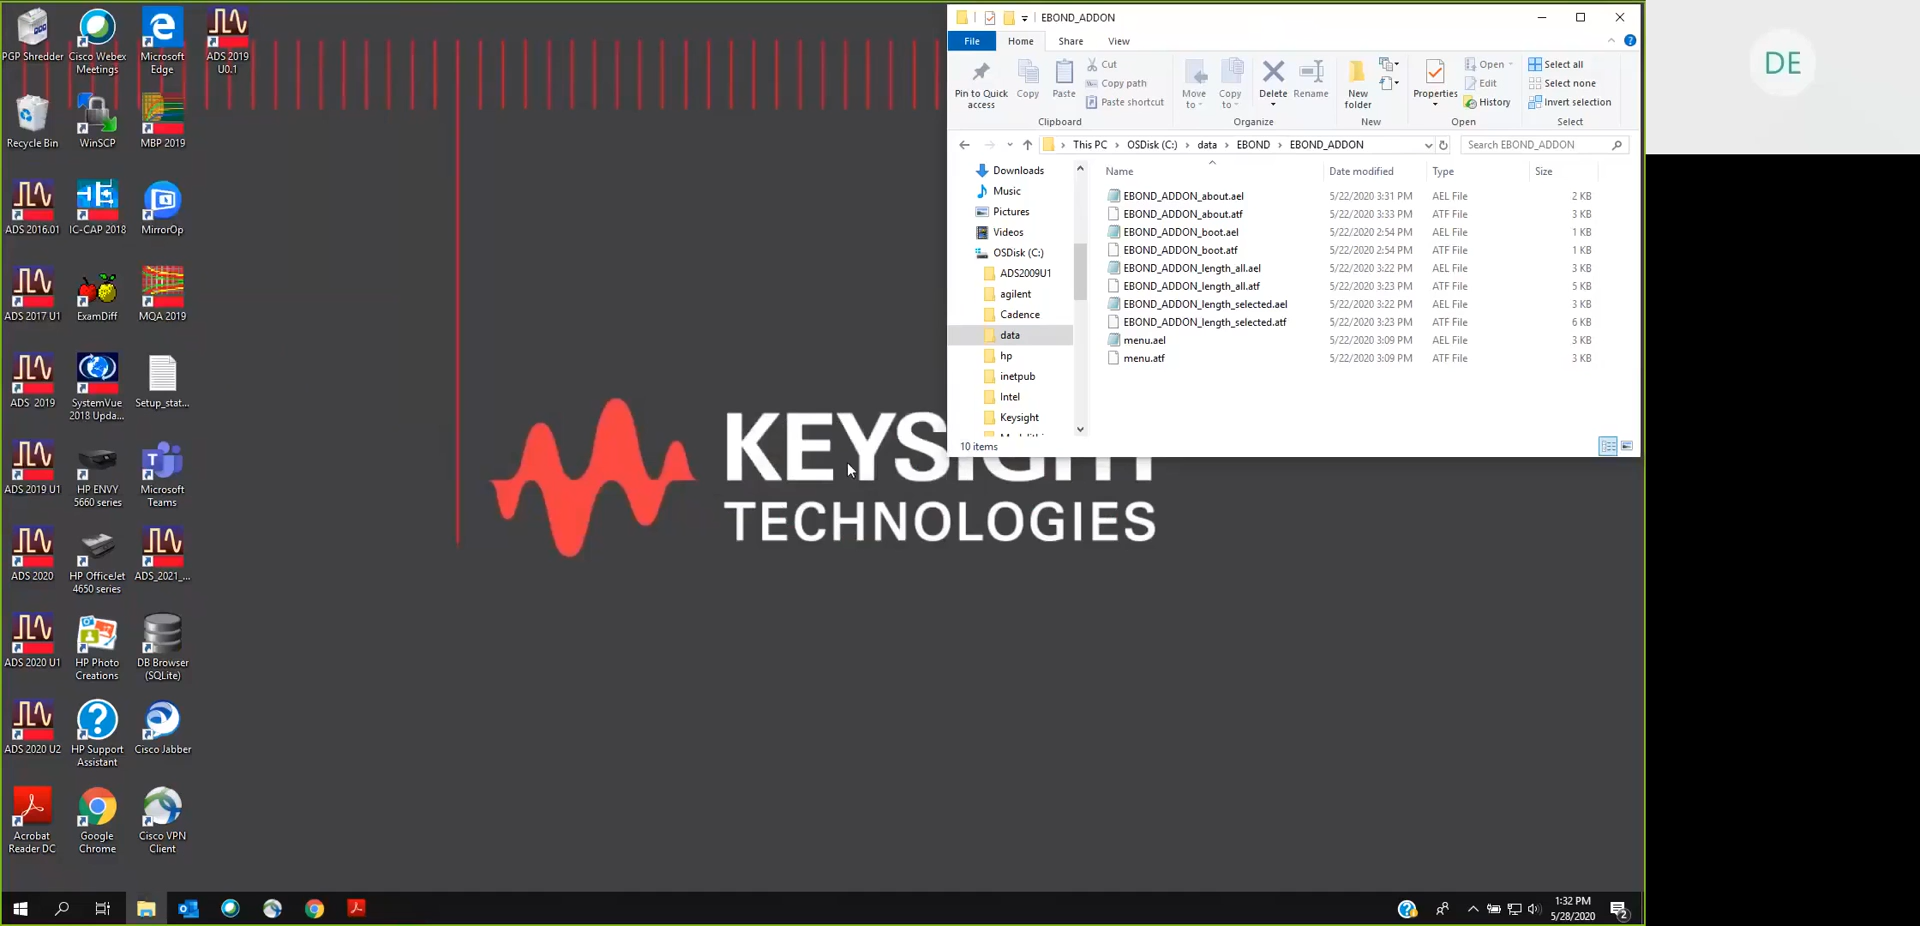 PGP Shredder
Cisco Webex
Meetings
Microsoft
Edge
ADS 2019
U0.1
Recycle Bin
WinSCP
MBP 2019
ADS 2016.01
IC-CAP 2018
MirrorOp
ADS 2017 U1
ExamDiff
MQA 2019
ADS 2019
SystemVue
2018 Upda...
Setup_stat...
ADS 2019 U1
HP ENVY
5660 series
Microsoft
Teams
ADS 2020
HP OfficeJet
4650 series
ADS_2021_...
ADS 2020 U1
HP Photo
Creations
DB Browser
(SQLite)
ADS 2020 U2
HP Support
Assistant
Cisco Jabber
Acrobat
Reader DC
Google
Chrome
Cisco VPN
Client
KEYSIGHT
TECHNOLOGIES
EBOND_ADDON
File
Home
Share
View
Pin to Quick
access
Copy
Paste
Cut
Copy path
Paste shortcut
Clipboard
Move
to
Copy
to
Delete
Rename
Organize
New
folder
New
Properties
Open
Edit
History
Open
Select all
Select none
Invert selection
Select
This PC > OSDisk (C:) > data > EBOND > EBOND_ADDON
Search EBOND_ADDON
Downloads
Music
Pictures
Videos
OSDisk (C:)
ADS2009U1
agilent
Cadence
data
hp
inetpub
Intel
Keysight
Name Date modified Type Size
EBOND_ADDON_about.ael 5/22/2020 3:31 PM AEL File 2 KB
EBOND_ADDON_about.atf 5/22/2020 3:33 PM ATF File 3 KB
EBOND_ADDON_boot.ael 5/22/2020 2:54 PM AEL File 1 KB
EBOND_ADDON_boot.atf 5/22/2020 2:54 PM ATF File 1 KB
EBOND_ADDON_length_all.ael 5/22/2020 3:22 PM AEL File 3 KB
EBOND_ADDON_length_all.atf 5/22/2020 3:23 PM ATF File 5 KB
EBOND_ADDON_length_selected.ael 5/22/2020 3:22 PM AEL File 3 KB
EBOND_ADDON_length_selected.atf 5/22/2020 3:23 PM ATF File 6 KB
menu.ael 5/22/2020 3:09 PM AEL File 3 KB
menu.atf 5/22/2020 3:09 PM ATF File 3 KB
10 items
DE
1:32 PM
5/28/2020
2